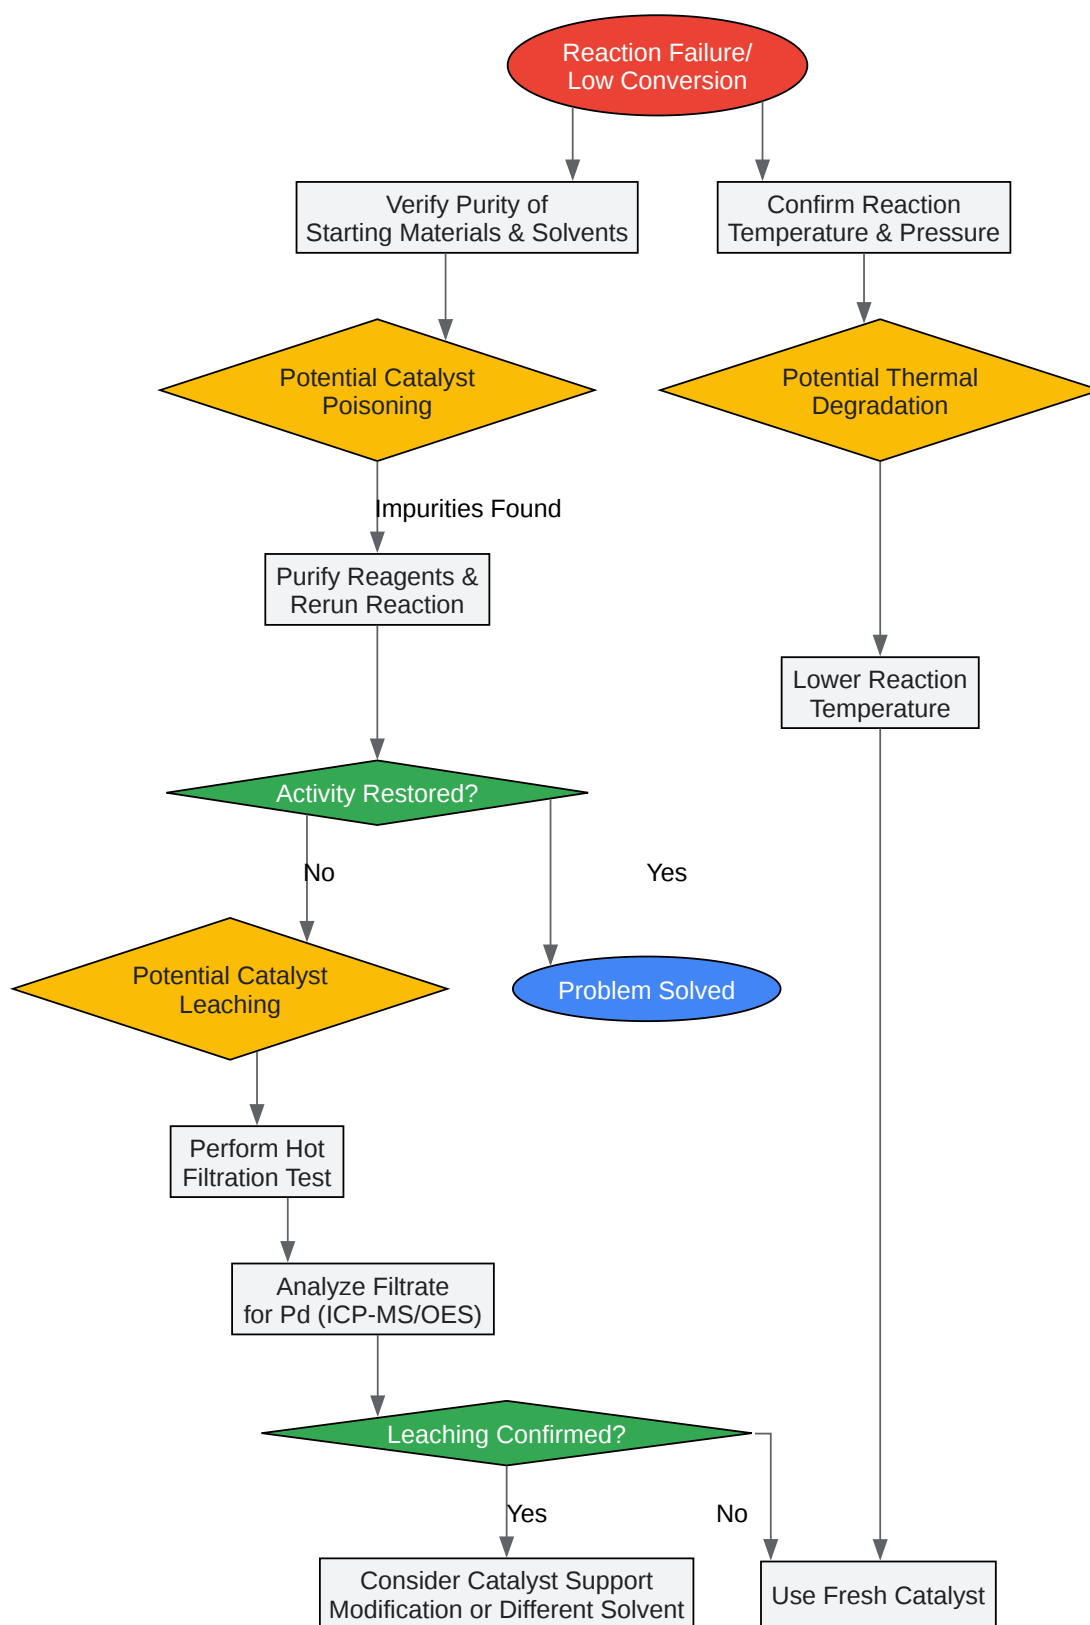 Reaction Failure/
Low Conversion
Verify Purity of
Starting Materials & Solvents
Confirm Reaction
Temperature & Pressure
Potential Catalyst
Poisoning
Potential Thermal
Degradation
Impurities Found
Purify Reagents &
Rerun Reaction
Lower Reaction
Temperature
Activity Restored?
No
Yes
Potential Catalyst
Leaching
Problem Solved
Perform Hot
Filtration Test
Analyze Filtrate
for Pd (ICP-MS/OES)
Leaching Confirmed?
Yes
No
Consider Catalyst Support
Modification or Different Solvent
Use Fresh Catalyst